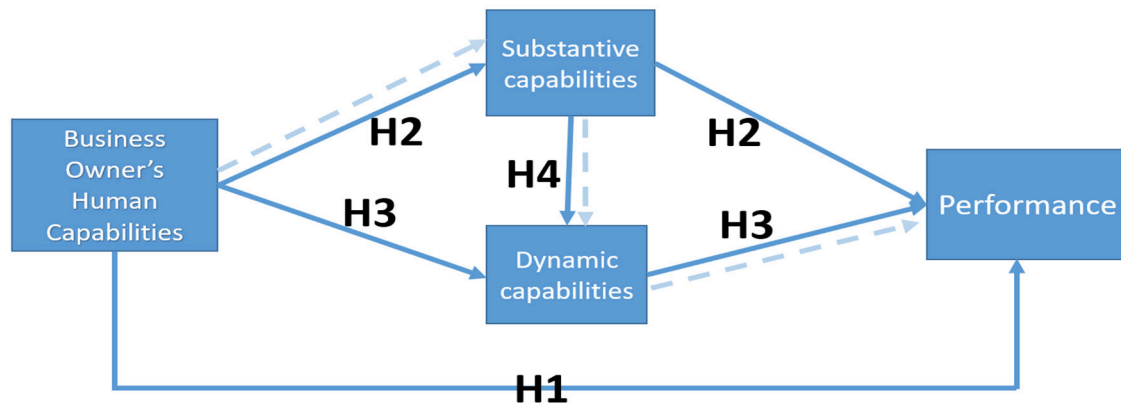 Substantive
capabilities
Business
Owner's
Human
Capabilities
H2
H2
H4
H3
H3
Performance
Dynamic
capabilities
H1